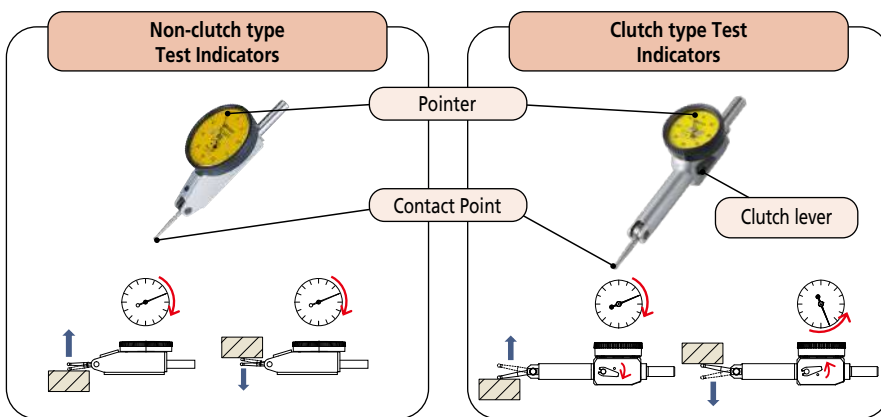 Non-clutch type
Test Indicators
Clutch type Test
Indicators
Pointer
Contact Point
Clutch lever